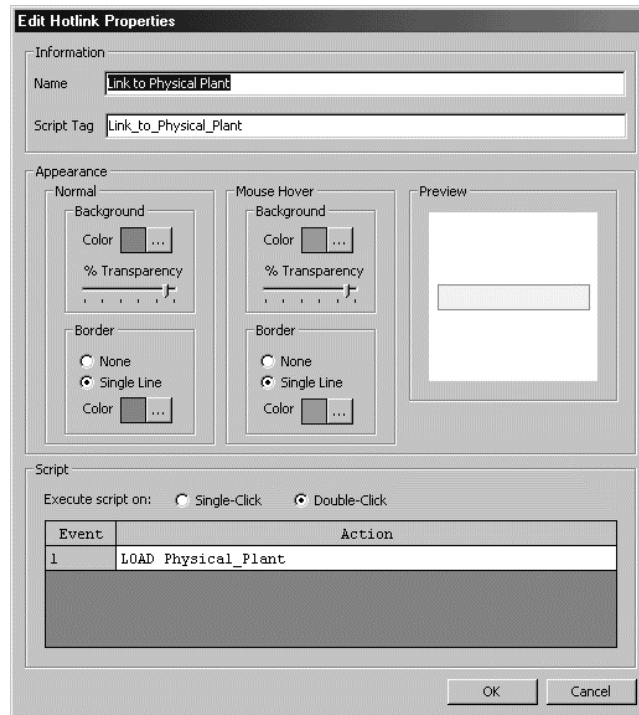 Edit Hotlink Properties
Information
Name Link to Physical Plant
Script Tag Link_to_Physical_Plant
Appearance
Normal
Background
Color ...
% Transparency
Border
None
Single Line
Color ...
Mouse Hover
Background
Color ...
% Transparency
Border
None
Single Line
Color ...
Preview
Script
Execute script on: Single-Click Double-Click
Event Action
1 LOAD Physical_Plant
OK Cancel